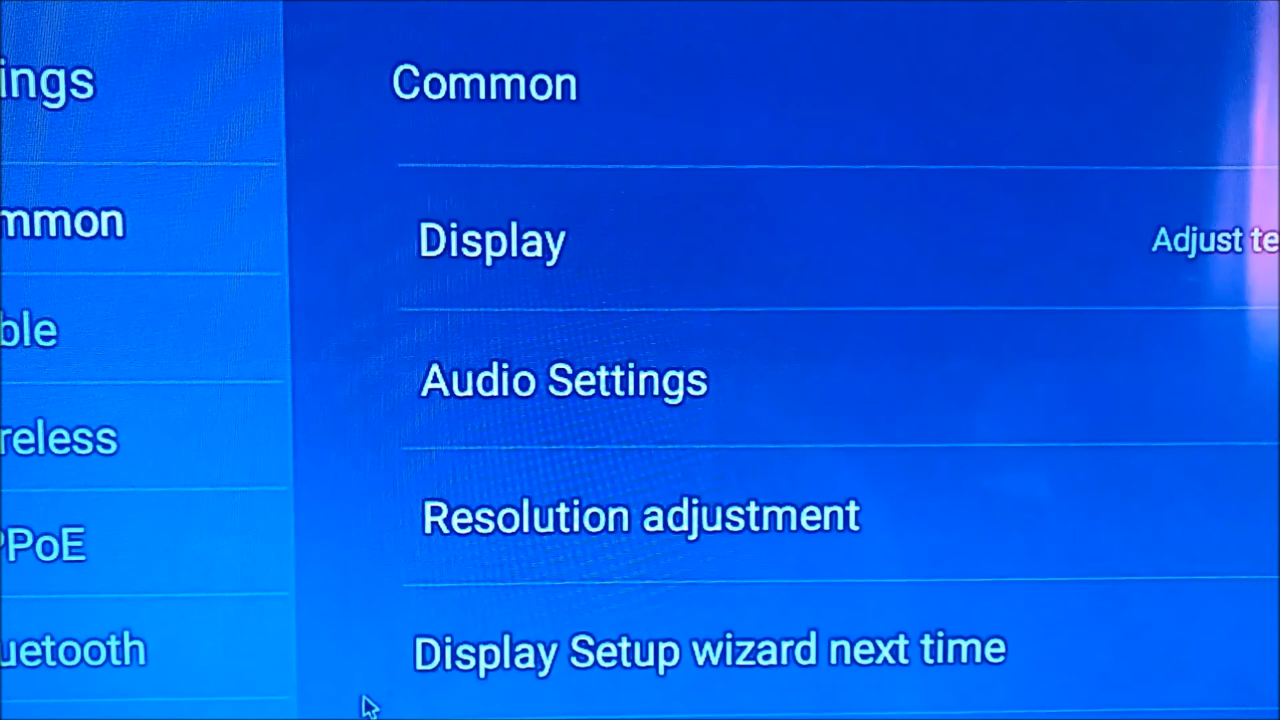 ings
mmon
ble
reless
PPoE
uetooth
Common
Display
Adjust te
Audio Settings
Resolution adjustment
Display Setup wizard next time